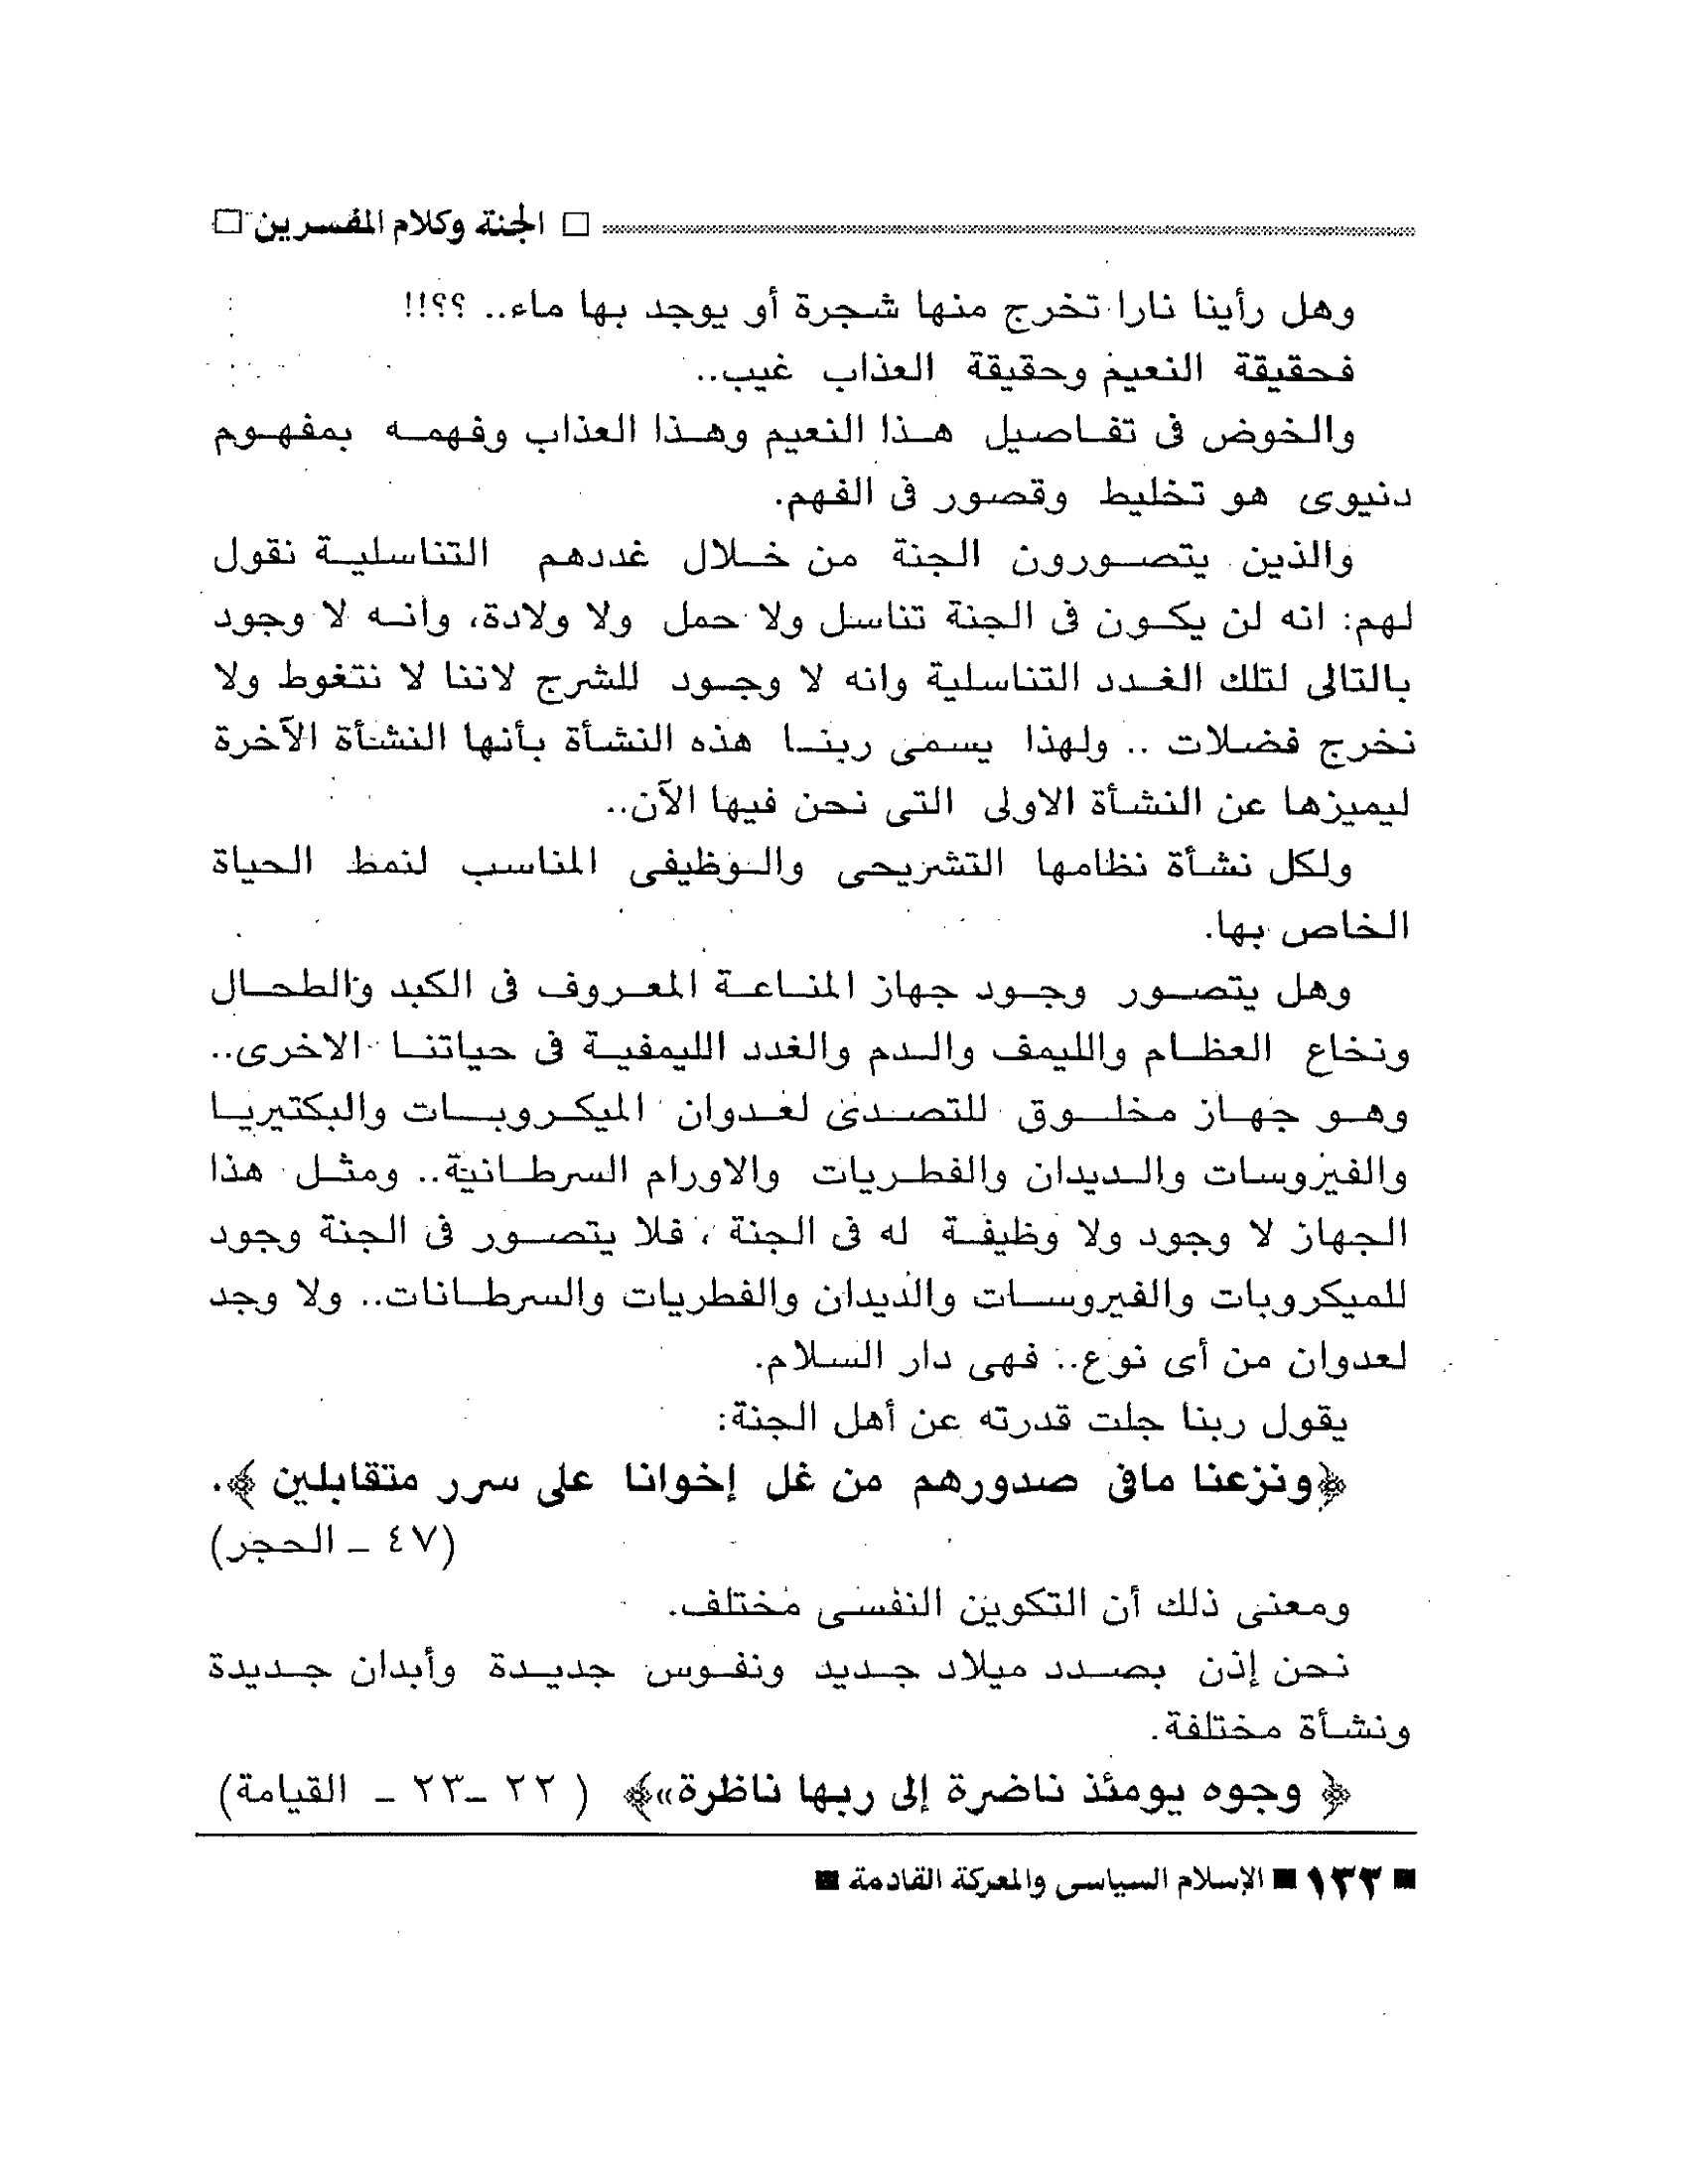 □ الجنة وكلام المفسرين □
وهل رأينا نارا تخرج منها شجرة أو يوجد بها ماء.. ؟؟!!
فحقيقة النعيم وحقيقة العذاب غيب..
والخوض فى تفاصيل هذا النعيم وهذا العذاب وفهمه بمفهوم
دنيوى هو تخليط وقصور فى الفهم.
والذين يتصورون الجنة من خلال غددهم التناسلية نقول
لهم: انه لن يكون فى الجنة تناسل ولا حمل ولا ولادة، وانه لا وجود
بالتالى لتلك الغدد التناسلية وانه لا وجود للشرج لاننا لا نتغوط ولا
نخرج فضلات .. ولهذا يسمى ربنا هذه النشأة بأنها النشأة الآخرة
ليميزها عن النشأة الاولى التى نحن فيها الآن..
ولكل نشأة نظامها التشريحى والوظيفى المناسب لنمط الحياة
الخاص بها.
وهل يتصور وجود جهاز المناعة المعروف فى الكبد والطحال
ونخاع العظام والليمف والدم والغدد الليمفية فى حياتنا الاخرى..
وهو جهاز مخلوق للتصدى لعدوان الميكروبات والبكتيريا
والفيروسات والديدان والفطريات والاورام السرطانية.. ومثل هذا
الجهاز لا وجود ولا وظيفة له فى الجنة ، فلا يتصور فى الجنة وجود
للميكروبات والفيروسات والديدان والفطريات والسرطانات.. ولا وجد
لعدوان من أى نوع.. فهى دار السلام.
يقول ربنا جلت قدرته عن أهل الجنة:
﴿ونزعنا مافى صدورهم من غل إخوانا على سرر متقابلين ﴾.
(٤٧ ـ الحجر)
ومعنى ذلك أن التكوين النفسى مختلف.
نحن إذن بصدد ميلاد جديد ونفوس جديدة وأبدان جديدة
ونشأة مختلفة.
﴿ وجوه يومئذ ناضرة إلى ربها ناظرة»﴾ ( ٢٢ ـ٢٣ ـ القيامة)
■ ١٣٣ ■ الإسلام السياسى والمعركة القادمة ■